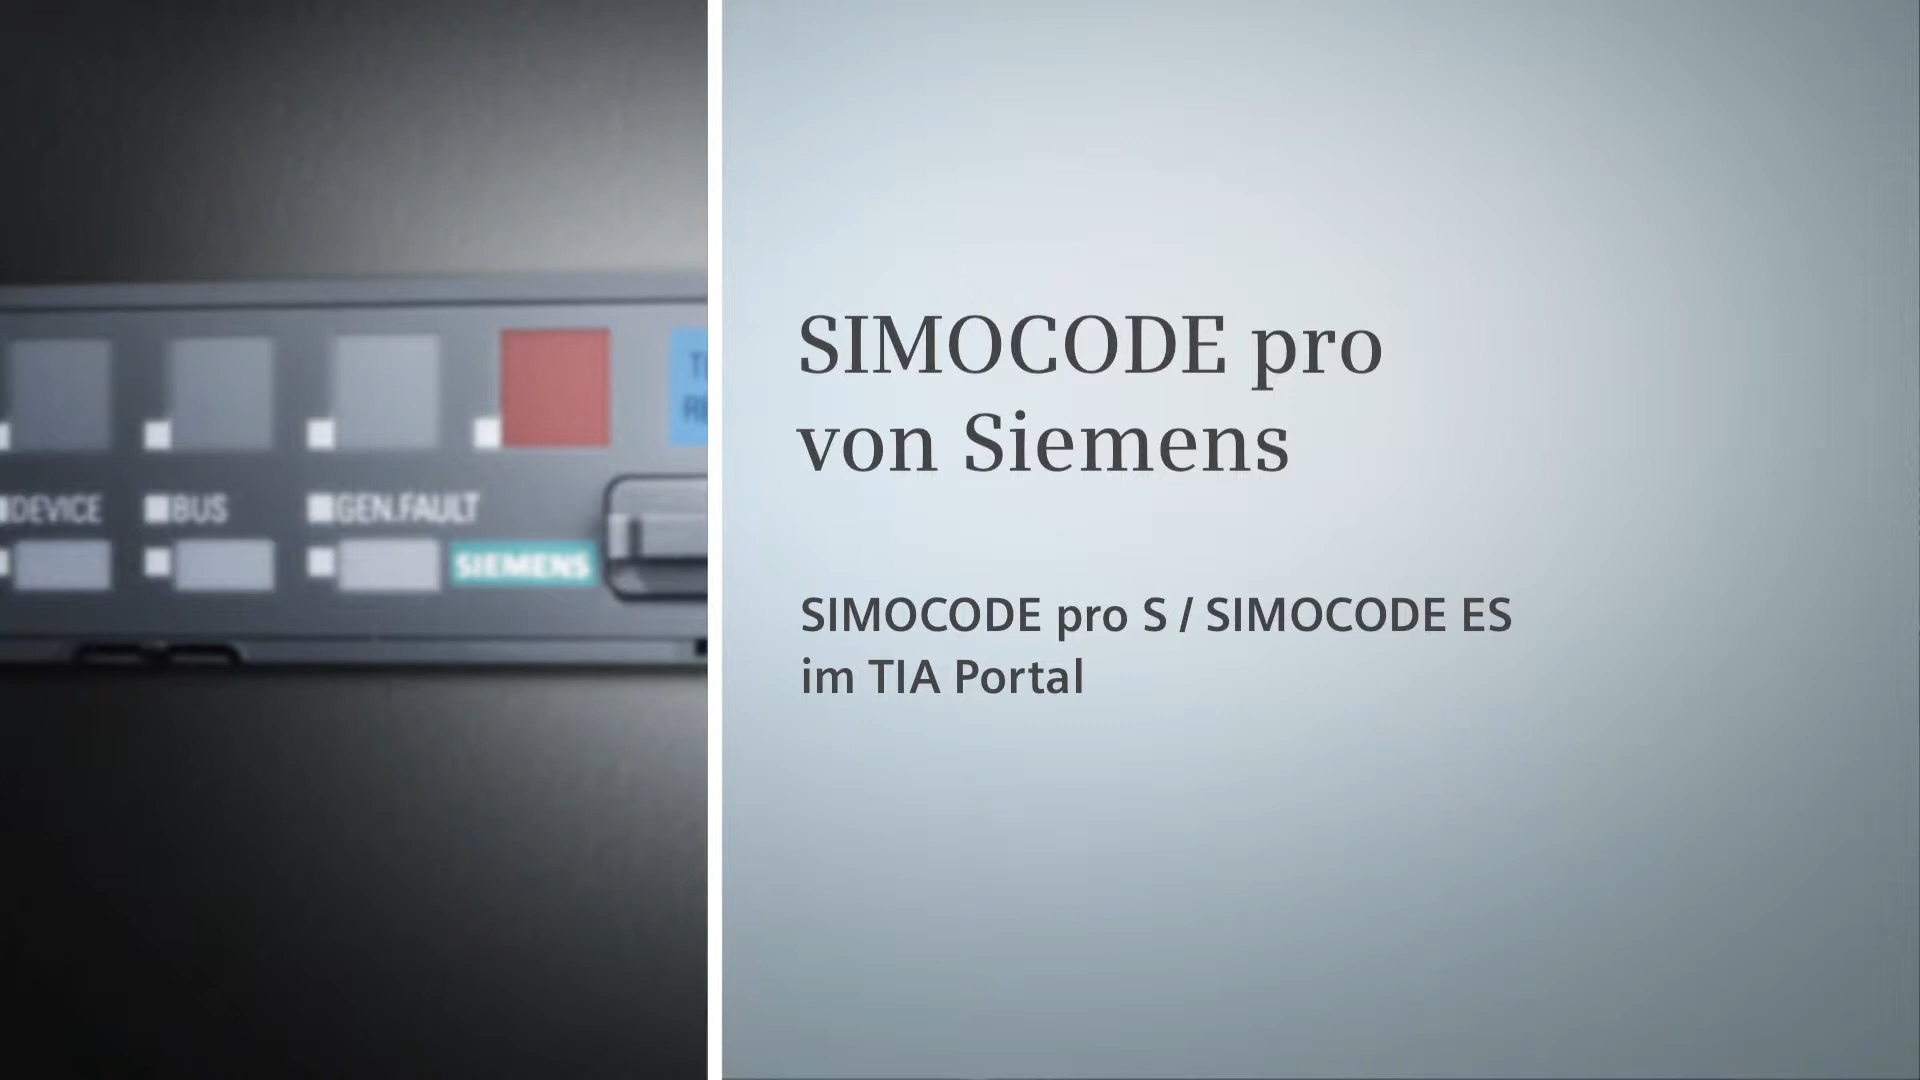 DEVICE
BUS
GEN.FAULT
SIEMENS
SIMOCODE pro
von Siemens
SIMOCODE pro S / SIMOCODE ES
im TIA Portal